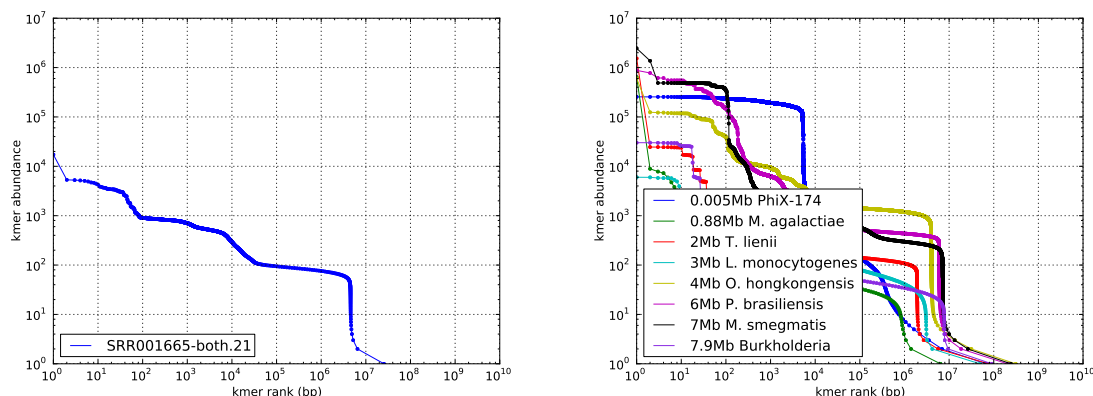 10^7
10^6
10^5
10^4
10^3
10^2
10^1
10^0
kmer abundance
SRR001665-both.21
10^0 10^1 10^2 10^3 10^4 10^5 10^6 10^7 10^8 10^9 10^10
kmer rank (bp)
10^7
10^6
10^5
10^4
10^3
10^2
10^1
10^0
kmer abundance
0.005Mb PhiX-174
0.88Mb M. agalactiae
2Mb T. lienii
3Mb L. monocytogenes
4Mb O. hongkongensis
6Mb P. brasiliensis
7Mb M. smegmatis
7.9Mb Burkholderia
10^0 10^1 10^2 10^3 10^4 10^5 10^6 10^7 10^8 10^9 10^10
kmer rank (bp)